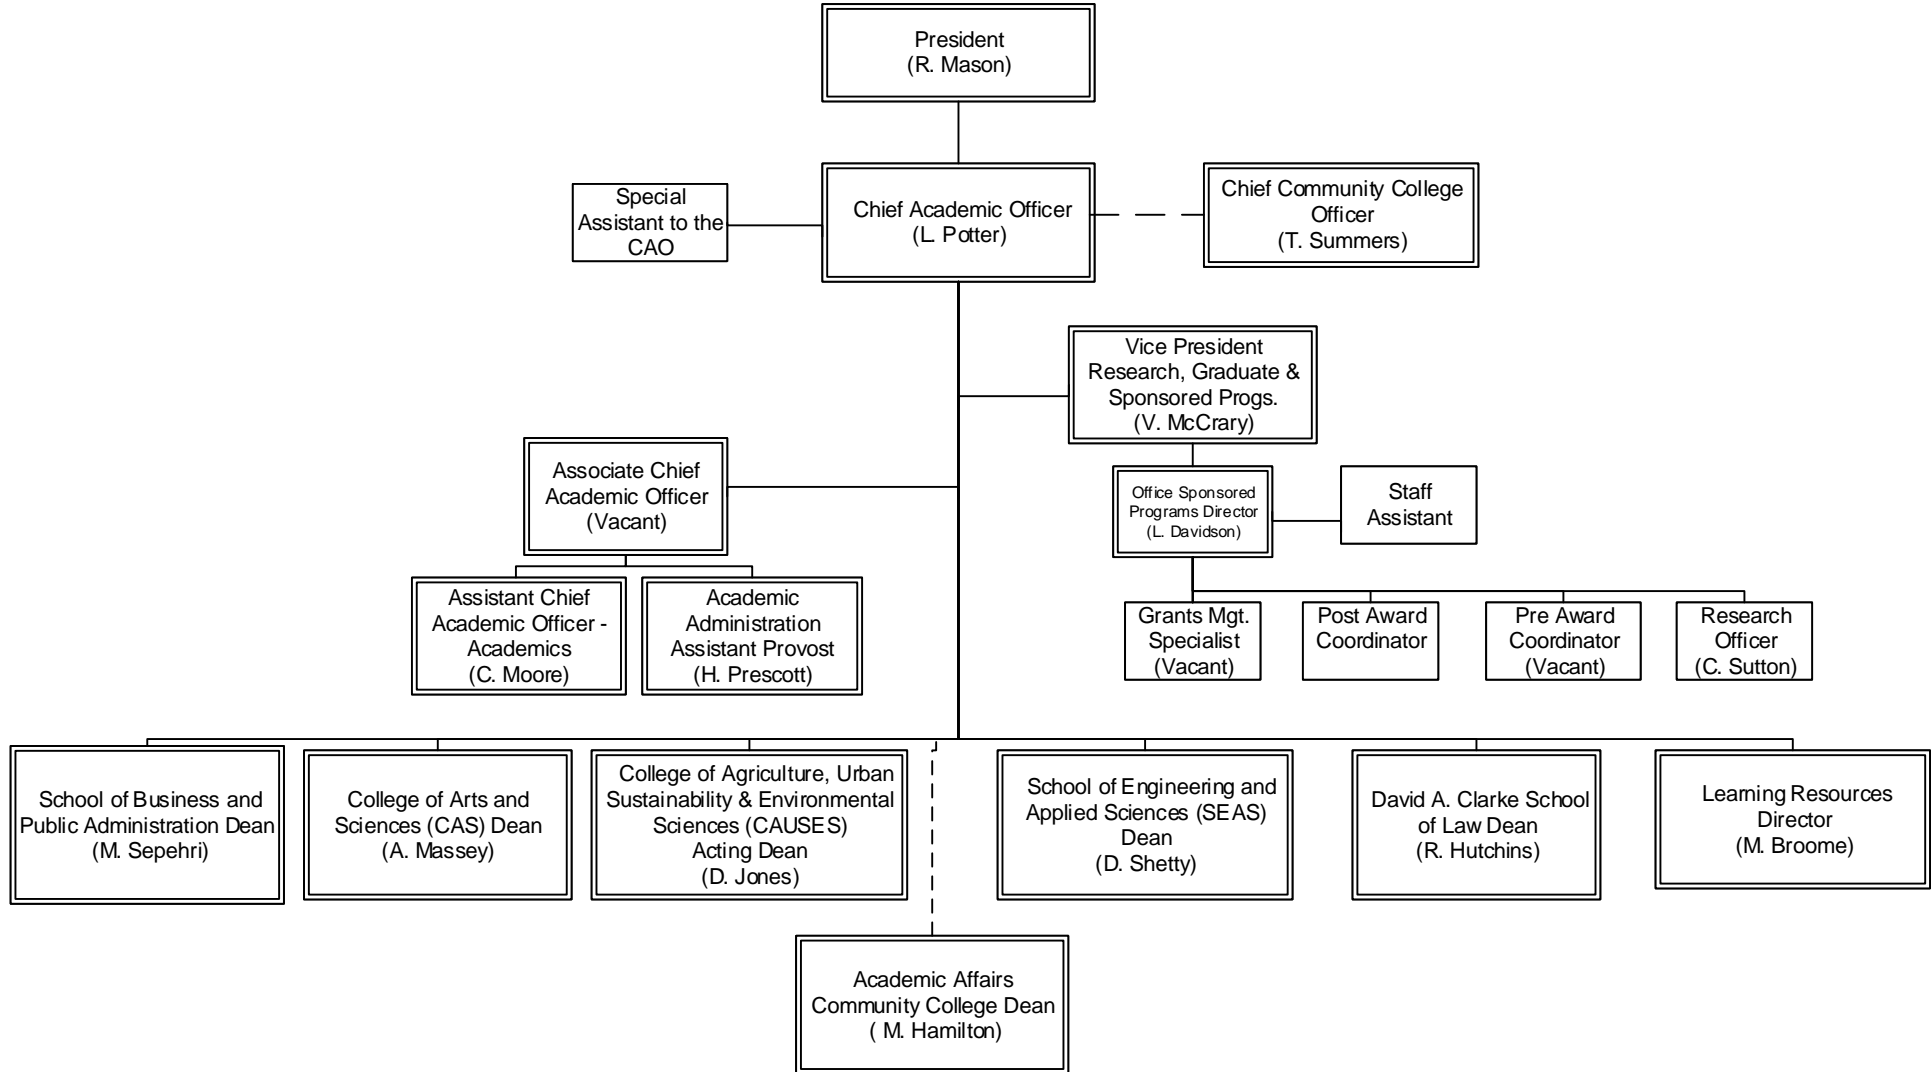 President
(R. Mason)
Special
Assistant to the
CAO
Chief Academic Officer
(L. Potter)
Chief Community College
Officer
(T. Summers)
Vice President
Research, Graduate &
Sponsored Progs.
(V. McCrary)
Associate Chief
Academic Officer
(Vacant)
Office Sponsored
Programs Director
(L. Davidson)
Staff
Assistant
Assistant Chief
Academic Officer -
Academics
(C. Moore)
Academic
Administration
Assistant Provost
(H. Prescott)
Grants Mgt.
Specialist
(Vacant)
Post Award
Coordinator
Pre Award
Coordinator
(Vacant)
Research
Officer
(C. Sutton)
School of Business and
Public Administration Dean
(M. Sepehri)
College of Arts and
Sciences (CAS) Dean
(A. Massey)
College of Agriculture, Urban
Sustainability & Environmental
Sciences (CAUSES)
Acting Dean
(D. Jones)
School of Engineering and
Applied Sciences (SEAS)
Dean
(D. Shetty)
David A. Clarke School
of Law Dean
(R. Hutchins)
Learning Resources
Director
(M. Broome)
Academic Affairs
Community College Dean
( M. Hamilton)